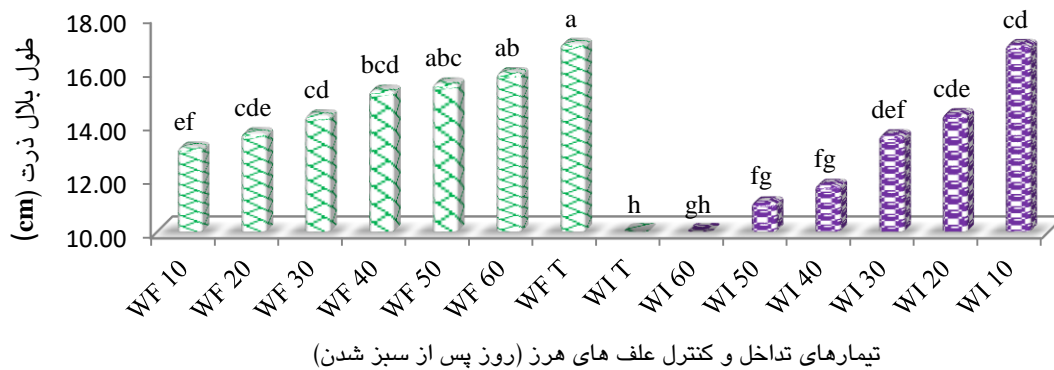 طول بلال ذرت (cm)
18.00
16.00
14.00
12.00
10.00
ef
cde
cd
bcd
abc
ab
a
h
gh
fg
fg
def
cde
cd
WF 10
WF 20
WF 30
WF 40
WF 50
WF 60
WF T
WI T
WI 60
WI 50
WI 40
WI 30
WI 20
WI 10
تیمارهای تداخل و کنترل علف های هرز (روز پس از سبز شدن)